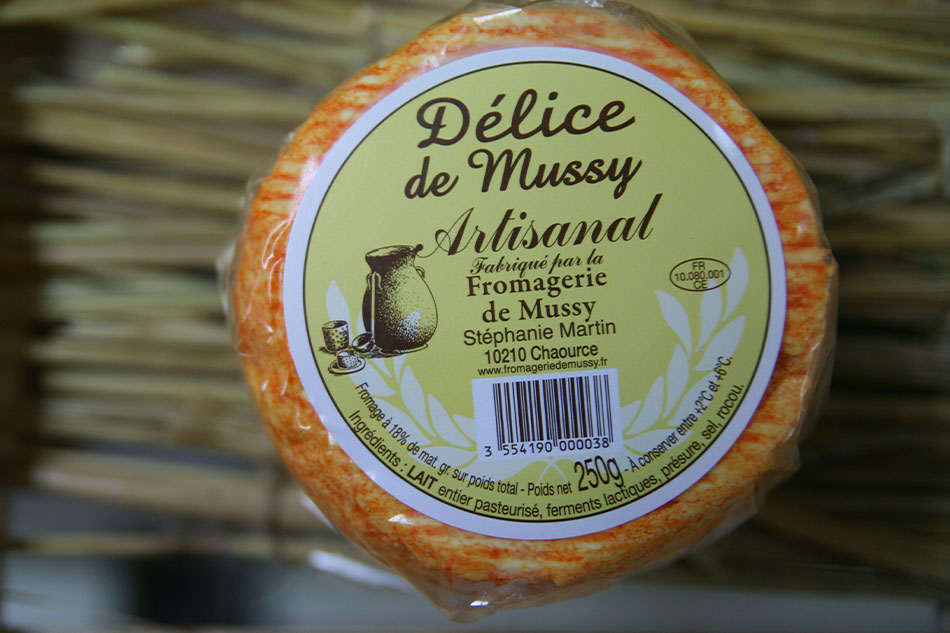 Délice
de Mussy
Artisanal
Fabriqué par la
Fromagerie
de Mussy
Stéphanie Martin
10210 Chaource
www.fromageriedemussy.fr
FR
10.080.001
CE
3 554190 000038
Fromage à 18% de mat. gr. sur poids total - Poids net 250g - À conserver entre +2°C et +6°C.
Ingrédients : LAIT entier pasteurisé, ferments lactiques, présure, sel, rocou.